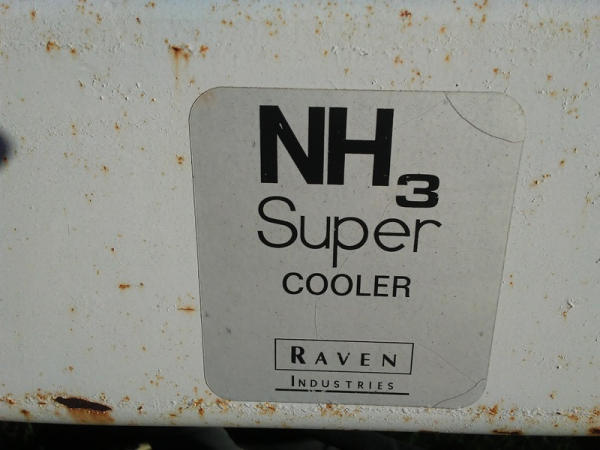 NH3
Super
COOLER
RAVEN
INDUSTRIES